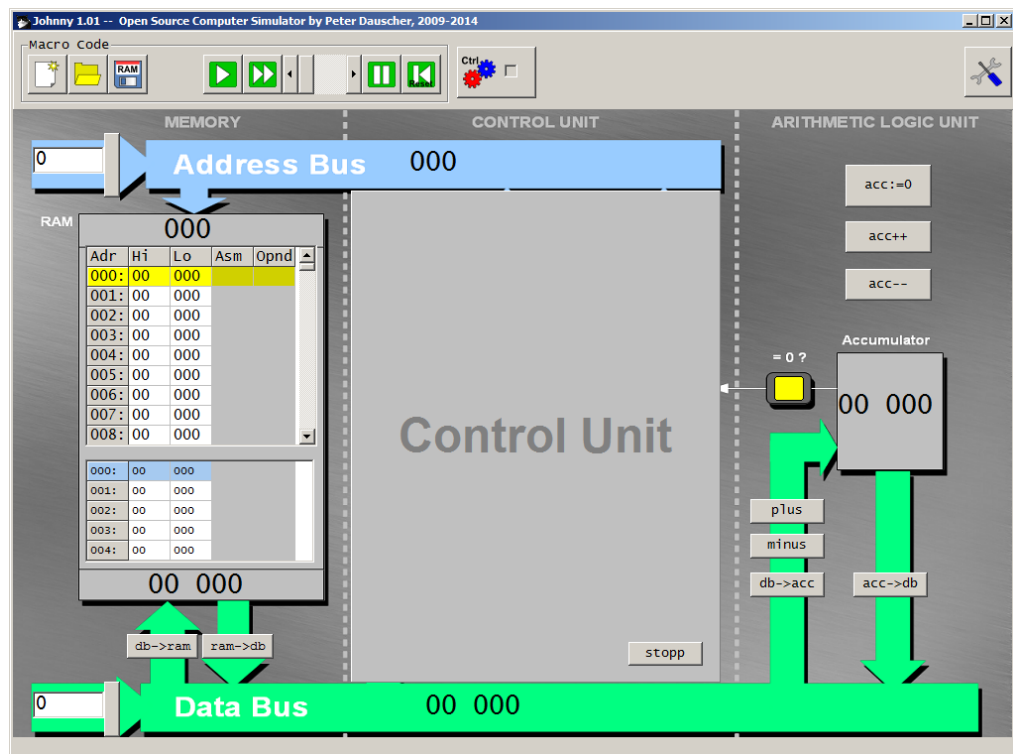 Johnny 1.01 -- Open Source Computer Simulator by Peter Dauscher, 2009-2014
Macro Code
RAM
Reset
Ctrl
MEMORY
CONTROL UNIT
ARITHMETIC LOGIC UNIT
0
Address Bus 000
acc:=0
acc++
acc--
RAM
000
Adr Hi Lo Asm Opnd
000: 00 000
001: 00 000
002: 00 000
003: 00 000
004: 00 000
005: 00 000
006: 00 000
007: 00 000
008: 00 000
000: 00 000
001: 00 000
002: 00 000
003: 00 000
004: 00 000
00 000
db->ram
ram->db
Control Unit
stopp
Accumulator
= 0 ?
00 000
plus
minus
db->acc
acc->db
0
Data Bus 00 000